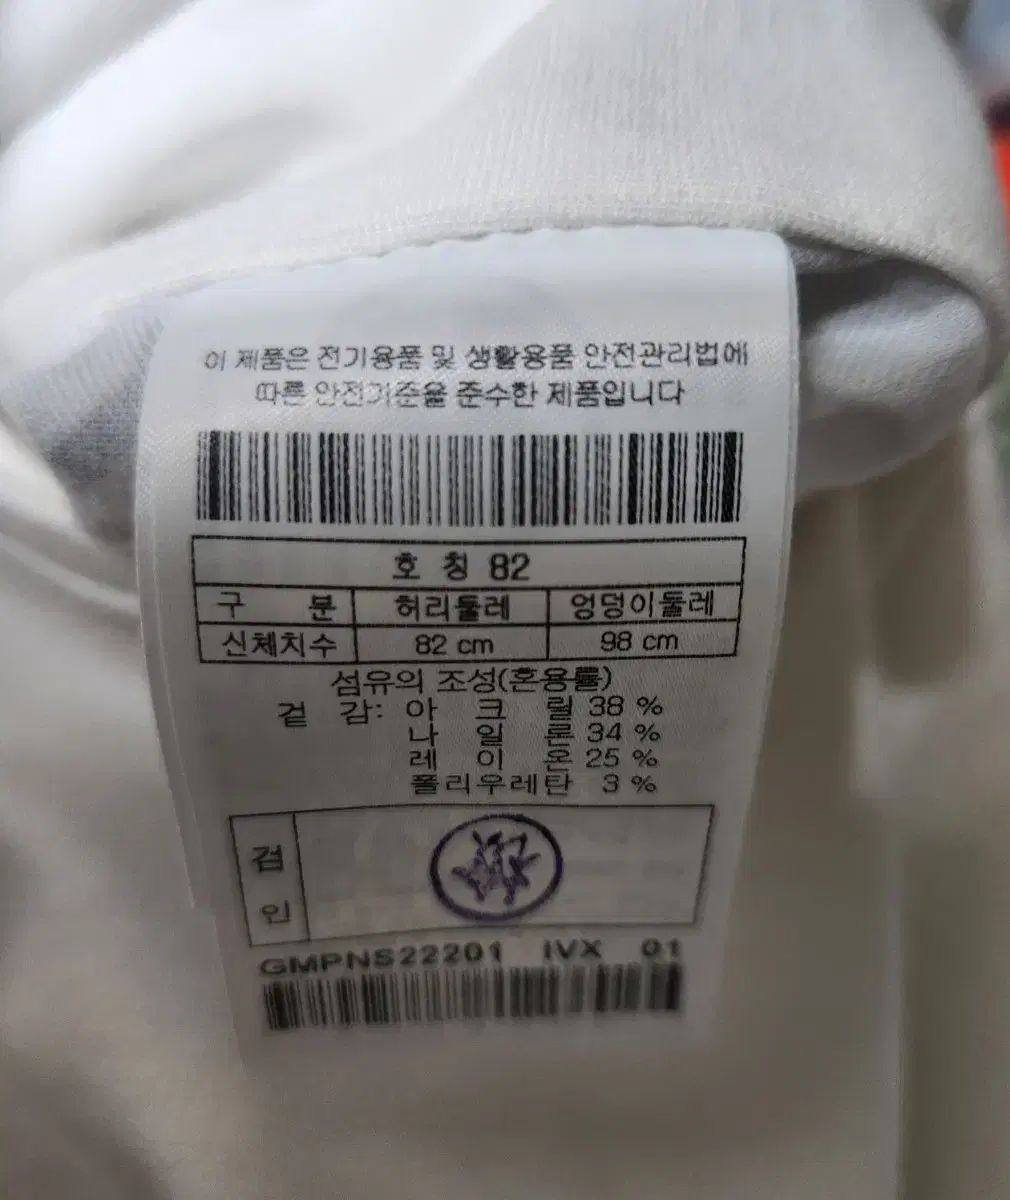 이 제품은 전기용품 및 생활용품 안전관리법에
따른 안전기준을 준수한 제품입니다
호 칭 82
구 분 허리둘레 엉덩이둘레
신체치수 82 cm 98 cm
섬유의 조성(혼용률)
겉 감: 아 크 릴 38 %
나 일 론 34 %
레 이 온 25 %
폴리우레탄 3 %
검
인
GMPNS22201 IVX 01